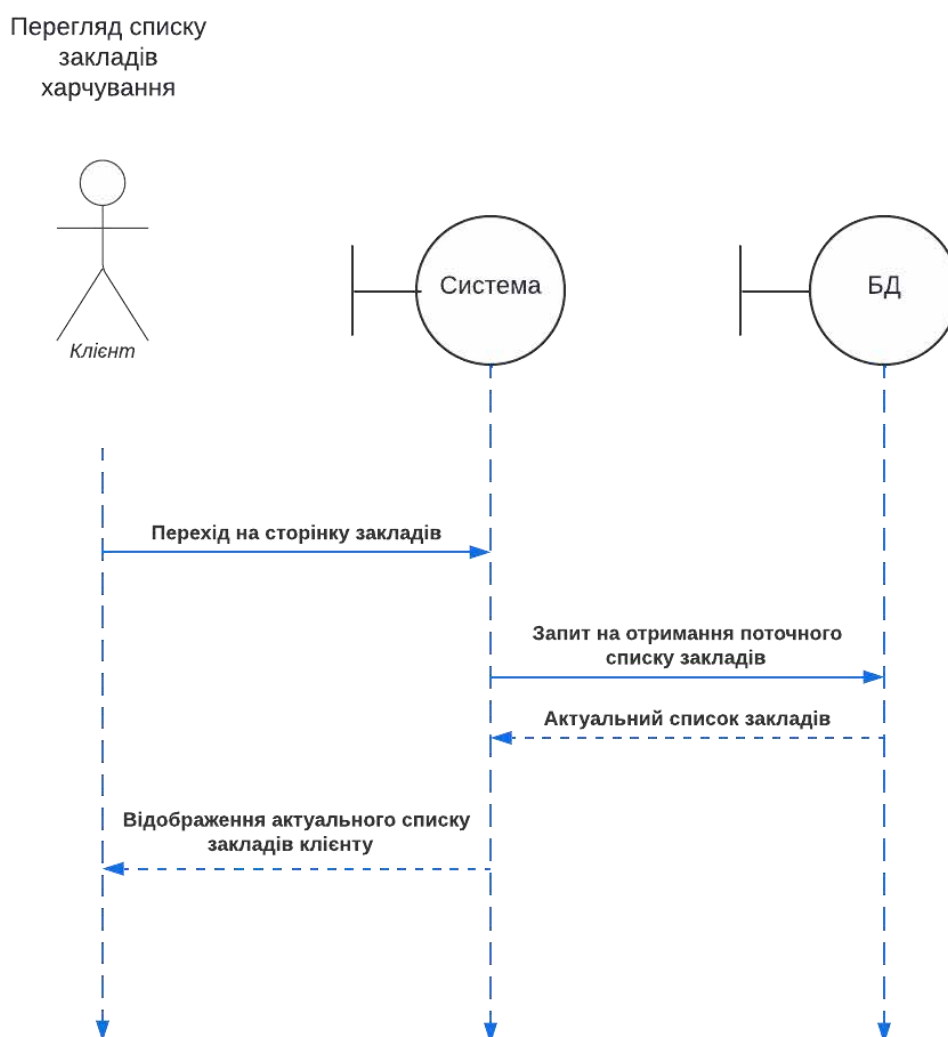 Перегляд списку
закладів
харчування
Клієнт
Система
БД
Перехід на сторінку закладів
Запит на отримання поточного
списку закладів
Актуальний список закладів
Відображення актуального списку
закладів клієнту